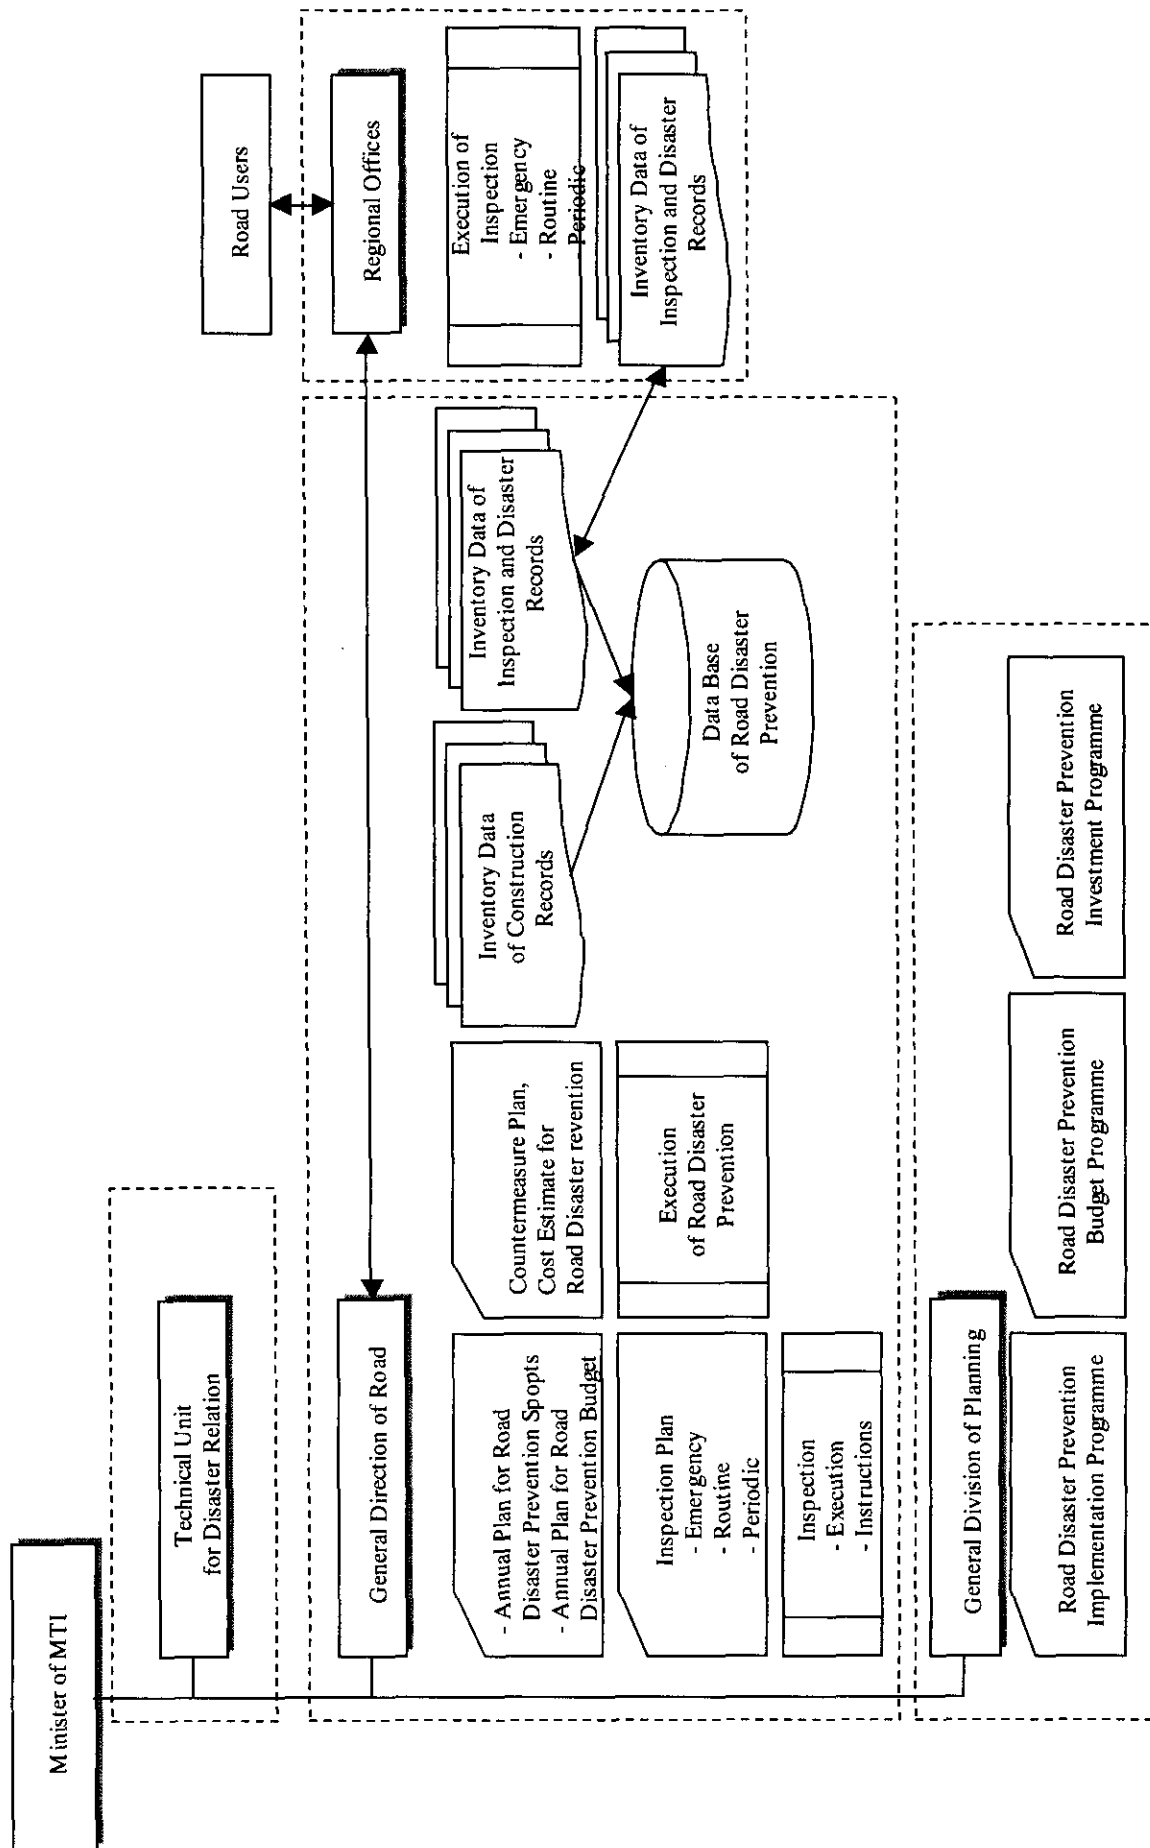 Minister of MTI
Technical Unit
for Disaster Relation
General Direction of Road
Regional Offices
Road Users
- Annual Plan for Road
Disaster Prevention Spopts
- Annual Plan for Road
Disaster Prevention Budget
Countermeasure Plan,
Cost Estimate for
Road Disaster revention
Inventory Data
of Construction
Records
Inventory Data of
Inspection and Disaster
Records
Execution of
Inspection
- Emergency
- Routine
- Periodic
Inspection Plan
- Emergency
- Routine
- Periodic
Execution
of Road Disaster
Prevention
Data Base
of Road Disaster
Prevention
Inventory Data of
Inspection and Disaster
Records
Inspection
- Execution
- Instructions
General Division of Planning
Road Disaster Prevention
Implementation Programme
Road Disaster Prevention
Budget Programme
Road Disaster Prevention
Investment Programme